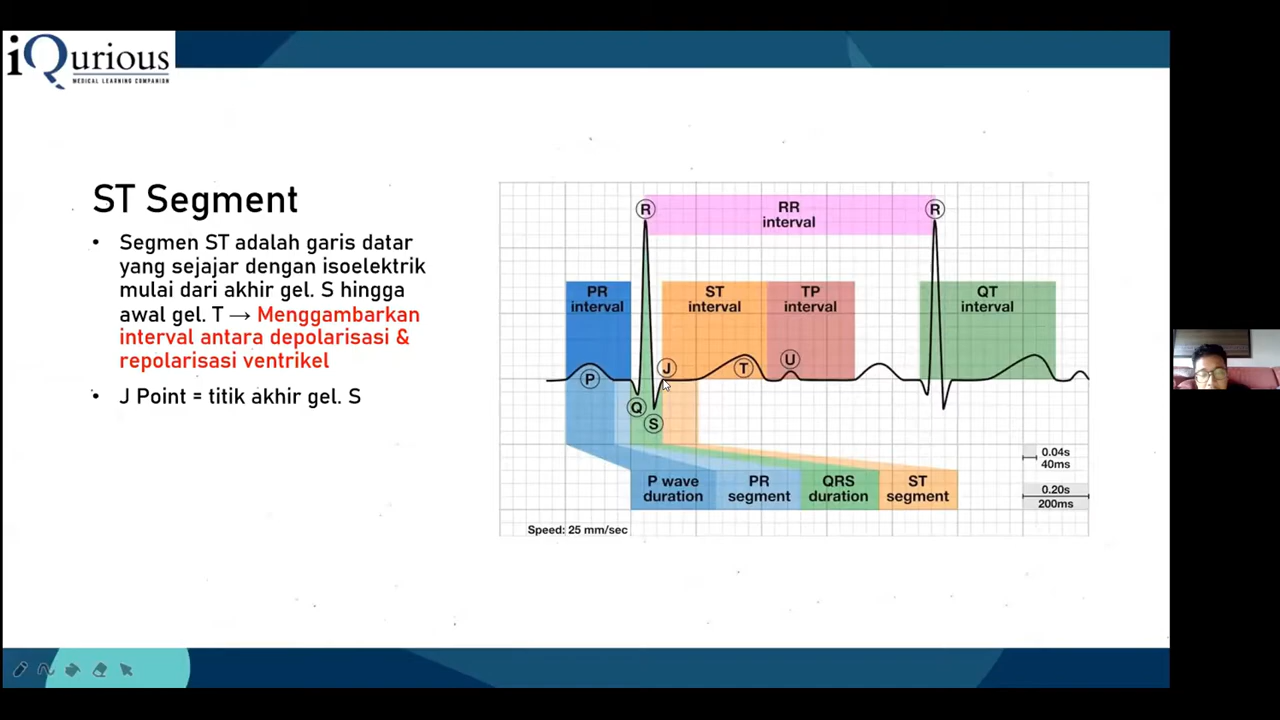 iQurious
MEDICAL LEARNING COMPANION
ST Segment
• Segmen ST adalah garis datar
yang sejajar dengan isoelektrik
mulai dari akhir gel. S hingga
awal gel. T → Menggambarkan
interval antara depolarisasi &
repolarisasi ventrikel
• J Point = titik akhir gel. S
R
RR
interval
R
PR
interval
ST
interval
TP
interval
QT
interval
P
J
T
U
Q
S
P wave
duration
PR
segment
QRS
duration
ST
segment
0.04s
40ms
0.20s
200ms
Speed: 25 mm/sec